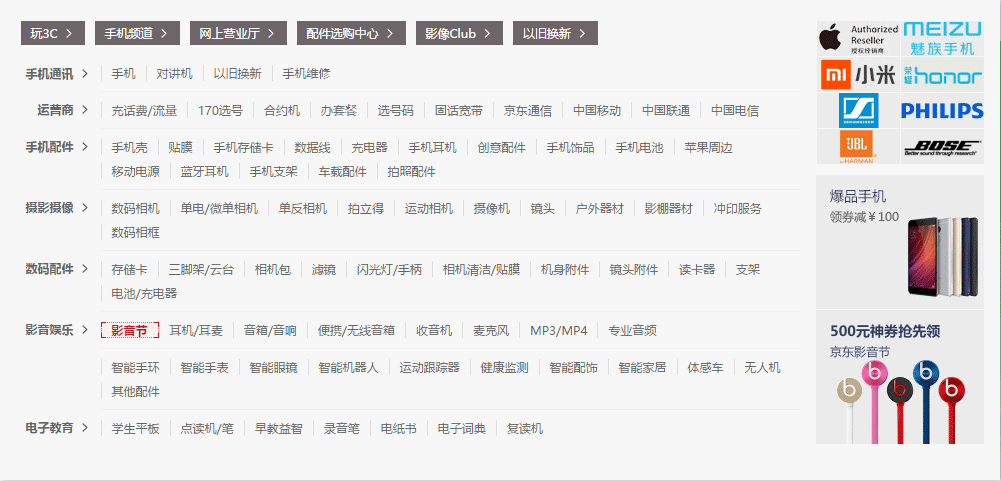 玩3C > 手机频道 > 网上营业厅 > 配件选购中心 > 影像Club > 以旧换新 >
手机通讯 > 手机 对讲机 以旧换新 手机维修
运营商 > 充话费/流量 170选号 合约机 办套餐 选号码 固话宽带 京东通信 中国移动 中国联通 中国电信
手机配件 > 手机壳 贴膜 手机存储卡 数据线 充电器 手机耳机 创意配件 手机饰品 手机电池 苹果周边
移动电源 蓝牙耳机 手机支架 车载配件 拍照配件
摄影摄像 > 数码相机 单电/微单相机 单反相机 拍立得 运动相机 摄像机 镜头 户外器材 影棚器材 冲印服务
数码相框
数码配件 > 存储卡 三脚架/云台 相机包 滤镜 闪光灯/手柄 相机清洁/贴膜 机身附件 镜头附件 读卡器 支架
电池/充电器
影音娱乐 > 影音节 耳机/耳麦 音箱/音响 便携/无线音箱 收音机 麦克风 MP3/MP4 专业音频
智能手环 智能手表 智能眼镜 智能机器人 运动跟踪器 健康监测 智能配饰 智能家居 体感车 无人机
其他配件
电子教育 > 学生平板 点读机/笔 早教益智 录音笔 电纸书 电子词典 复读机
Authorized
Reseller
授权经销商
MEIZU
魅族手机
mi 小米
荣耀 honor
SENNHEISER
PHILIPS
JBL
by HARMAN
BOSE
Better sound through research
爆品手机
领券减￥100
500元神券抢先领
京东影音节